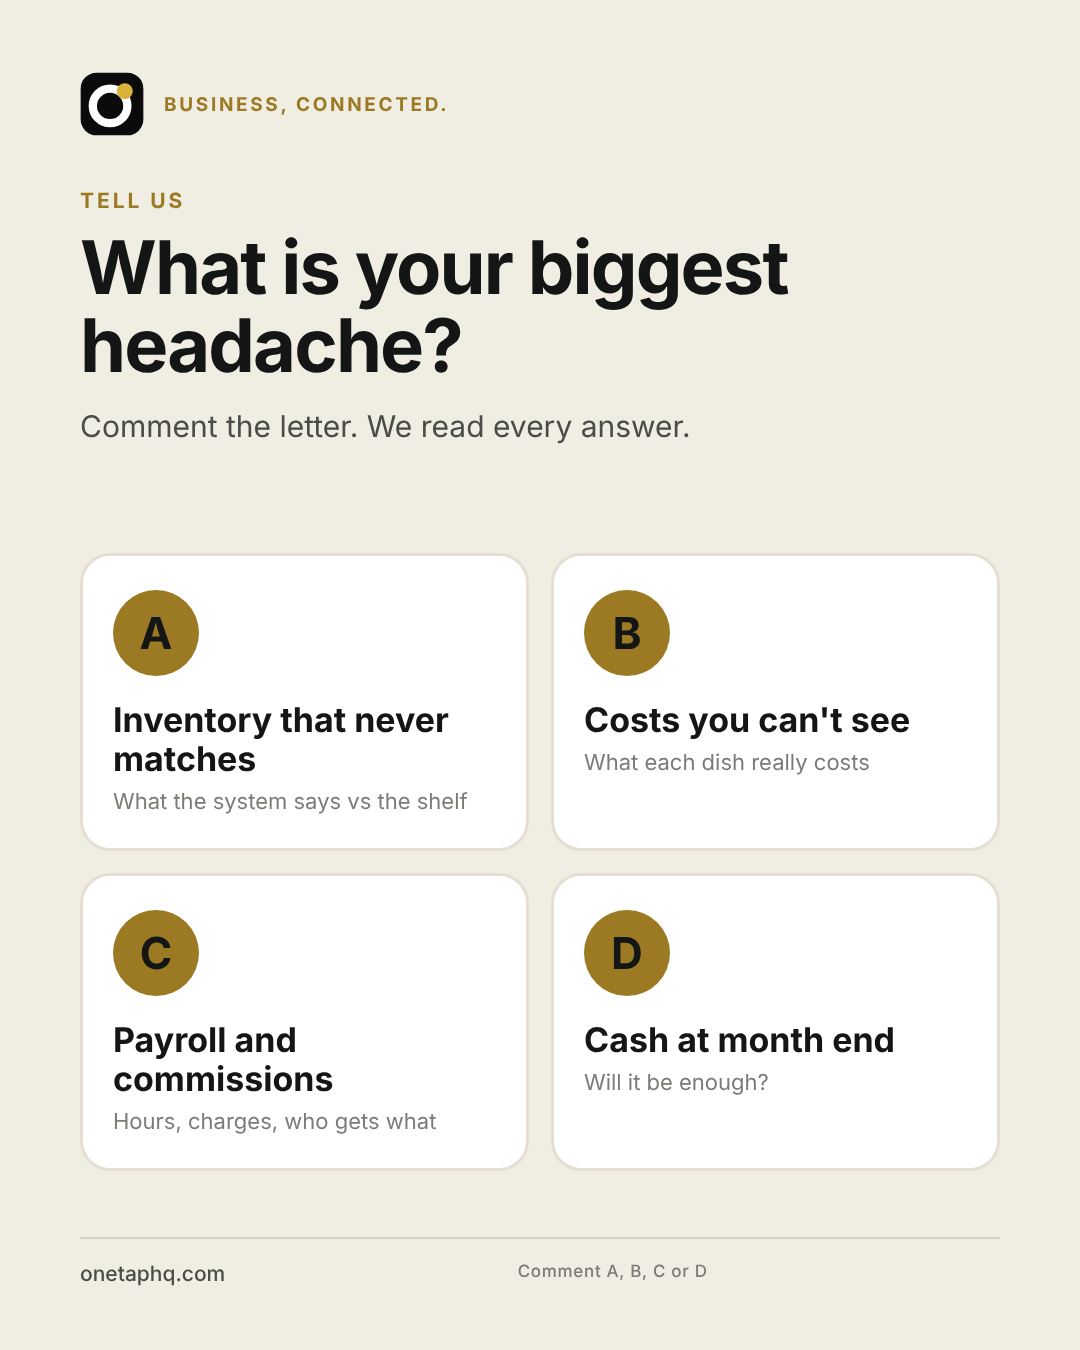 BUSINESS, CONNECTED.
TELL US
What is your biggest
headache?
Comment the letter. We read every answer.
A
Inventory that never
matches
What the system says vs the shelf
B
Costs you can't see
What each dish really costs
C
Payroll and
commissions
Hours, charges, who gets what
D
Cash at month end
Will it be enough?
onetaphq.com
Comment A, B, C or D